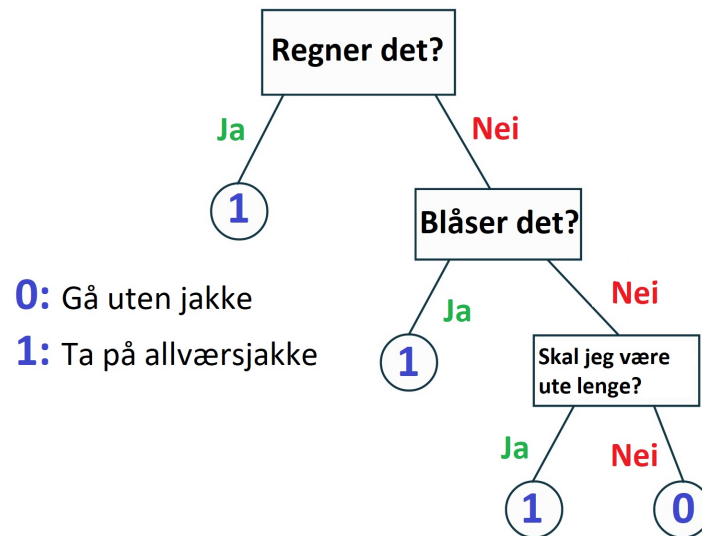 Regner det?
Ja
Nei
1
Blåser det?
0: Gå uten jakke
Ja
Nei
1: Ta på allværsjakke
1
Skal jeg være
ute lenge?
Ja
Nei
1
0